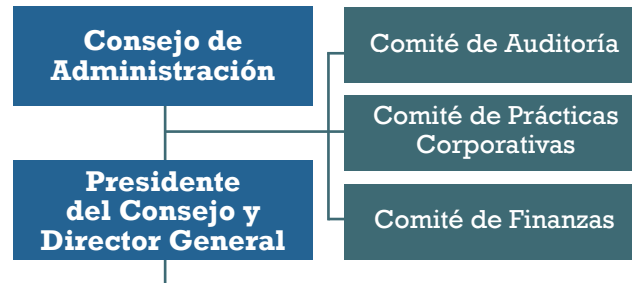 Consejo de
Administración
Comité de Auditoría
Comité de Prácticas
Corporativas
Presidente
del Consejo y
Director General
Comité de Finanzas